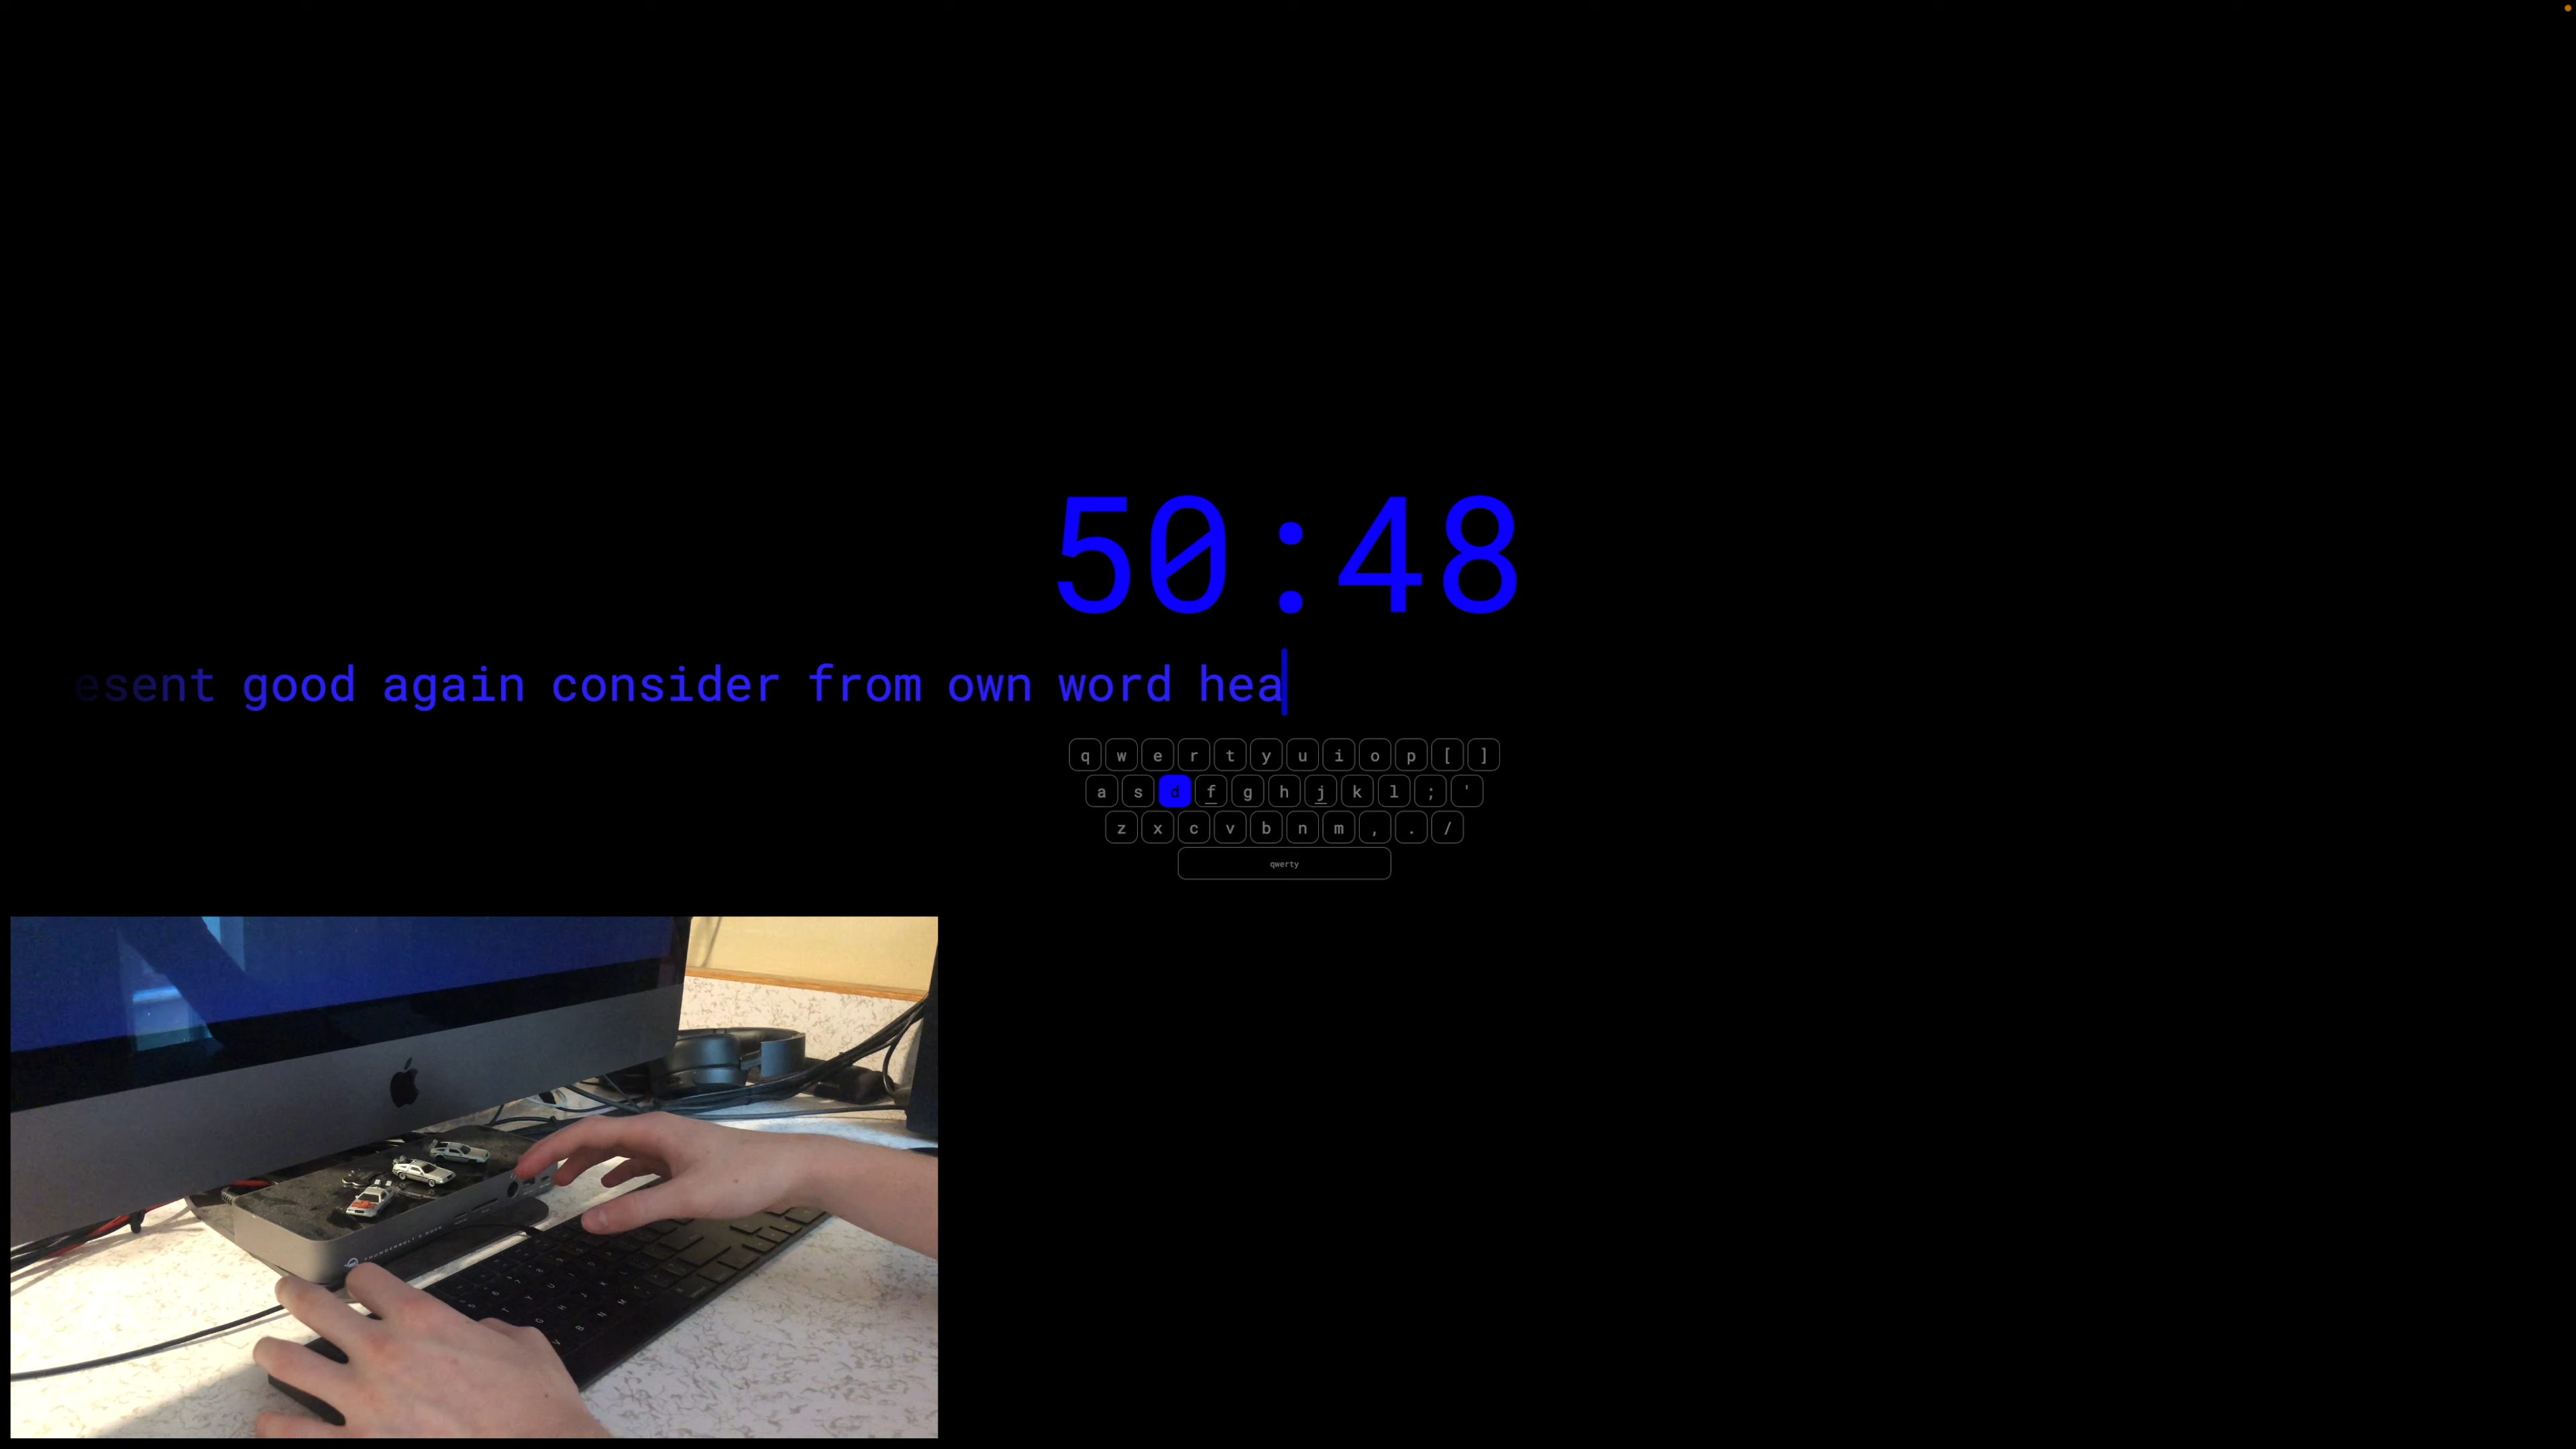 50:48
esent good again consider from own word hea
q w e r t y u i o p [ ]
a s d f g h j k l ; '
z x c v b n m , . /
qwerty